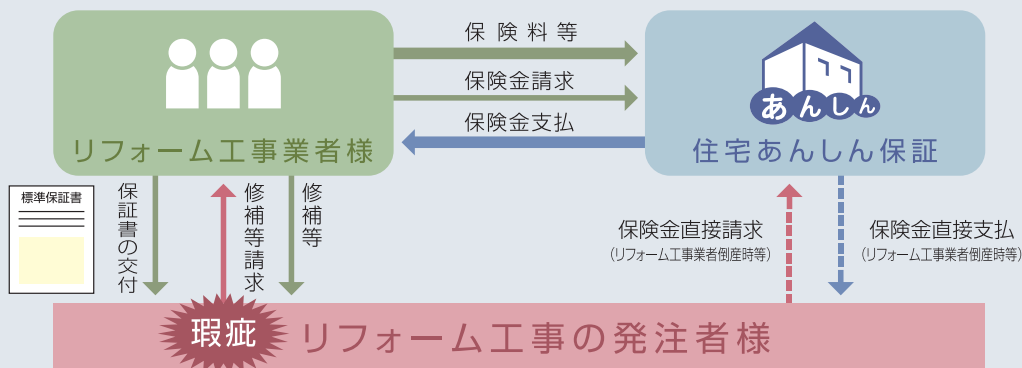 保険料等
保険金請求
保険金支払
あんしん
リフォーム工事業者様
住宅あんしん保証
標準保証書
保証書の交付
修補等請求
修補等
保険金直接請求
(リフォーム工事業者倒産時等)
保険金直接支払
(リフォーム工事業者倒産時等)
瑕疵
リフォーム工事の発注者様